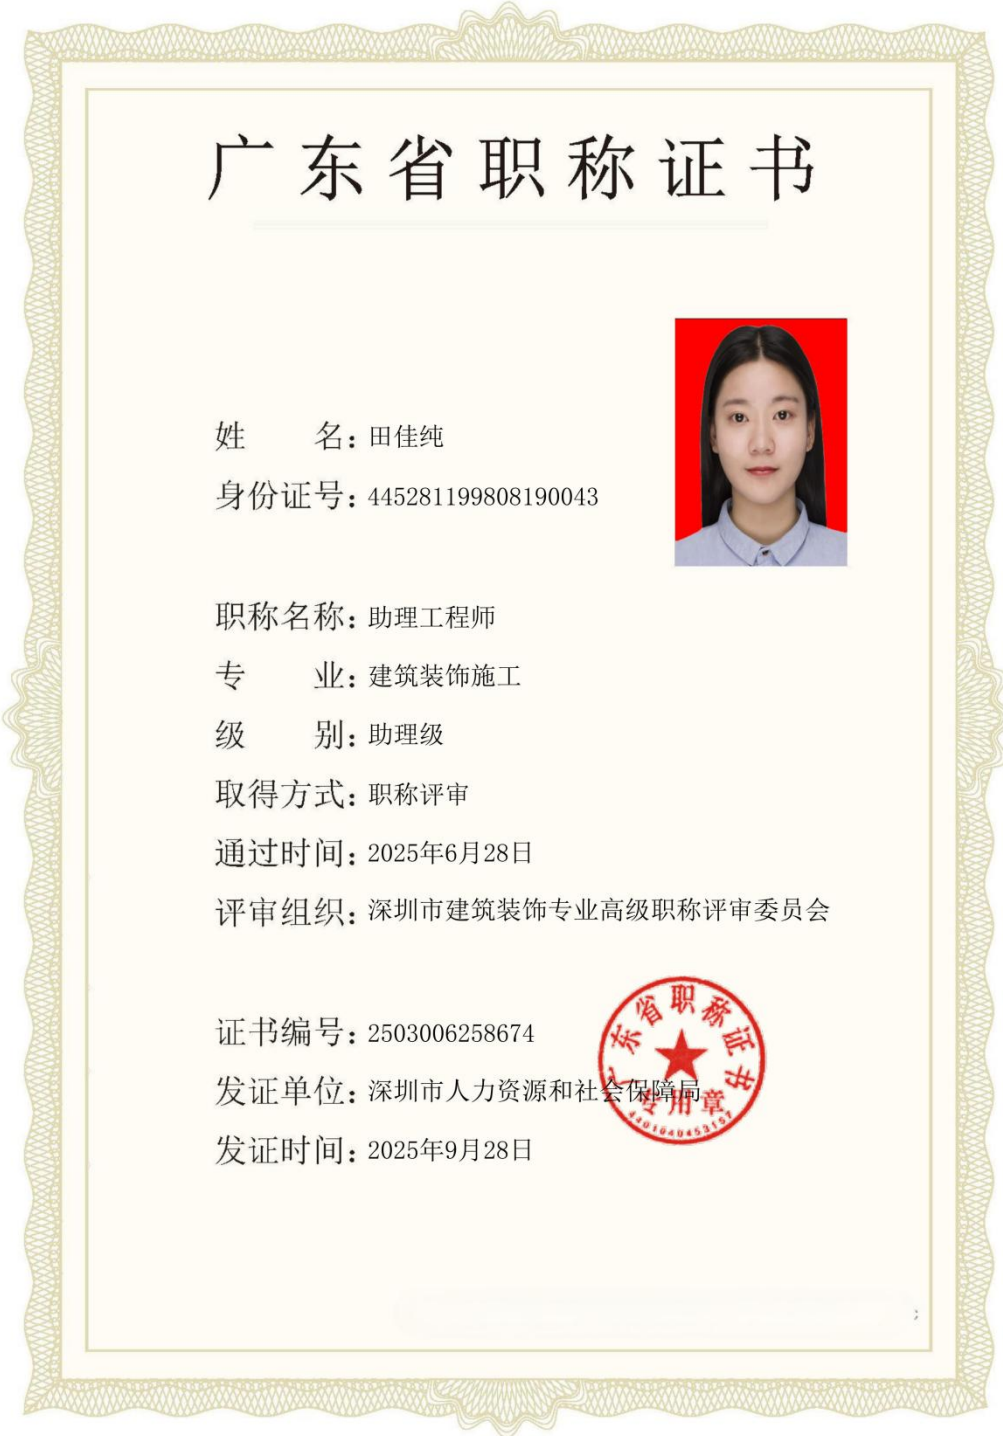 广东省职称证书
姓名：田佳纯
身份证号：445281199808190043
职称名称：助理工程师
专业：建筑装饰施工
级别：助理级
取得方式：职称评审
通过时间：2025年6月28日
评审组织：深圳市建筑装饰专业高级职称评审委员会
证书编号：2503006258674
发证单位：深圳市人力资源和社会保障局
发证时间：2025年9月28日
广东省职称证书
专用章
4401040453157